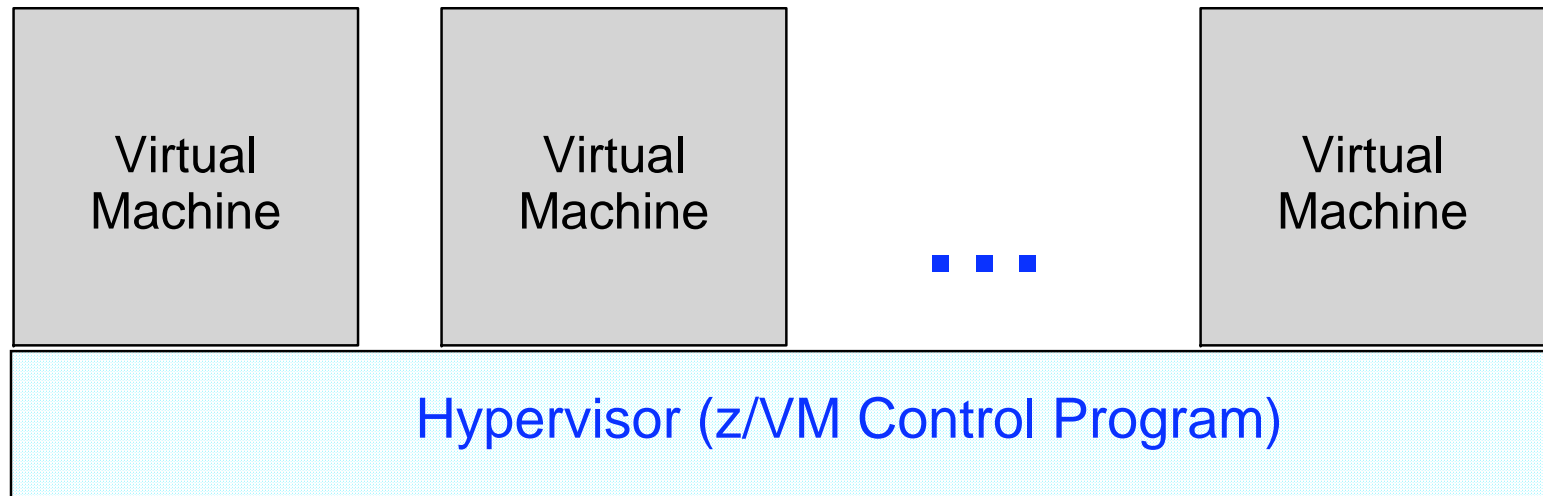 Virtual
Machine
Virtual
Machine
Virtual
Machine
Hypervisor (z/VM Control Program)